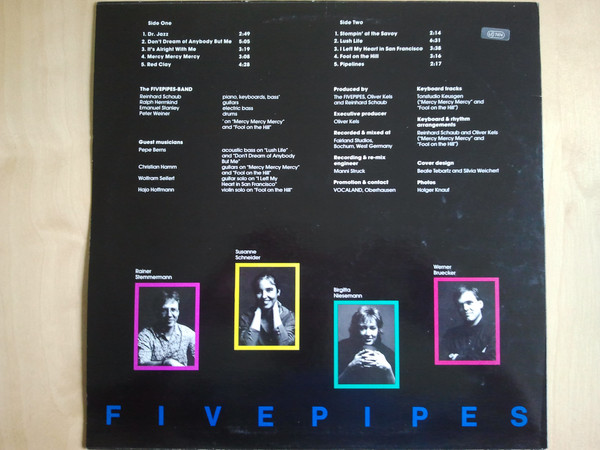 Side One
1. Dr. Jazz 2:49
2. Don't Dream of Anybody But Me 5:05
3. It's Alright With Me 3:19
4. Mercy Mercy Mercy 3:08
5. Red Clay 4:28
Side Two
1. Stompin' at the Savoy 2:14
2. Lush Life 6:31
3. I Left My Heart in San Francisco 3:38
4. Fool on the Hill 3:16
5. Pipelines 2:17
The FIVEPIPES-BAND
Reinhard Schaub piano, keyboards, bass*
Ralph Herrnkind guitars
Emanuel Stanley electric bass
Peter Weiner drums
* on "Mercy Mercy Mercy"
and "Fool on the Hill"
Guest musicians
Pepe Berns acoustic bass on "Lush Life"
and "Don't Dream of Anybody
But Me"
Christian Hamm guitars on "Mercy Mercy Mercy"
and "Fool on the Hill"
Wolfram Seifert guitar solo on "I Left My
Heart in San Francisco"
Hajo Hoffmann violin solo on "Fool on the Hill"
Produced by
The FIVEPIPES, Oliver Kels
and Reinhard Schaub
Executive producer
Oliver Kels
Recorded & mixed at
Fairland Studios,
Bochum, West Germany
Recording & re-mix
engineer
Manni Struck
Promotion & contact
VOCALAND, Oberhausen
Keyboard tracks
Tonstudio Keusgen
("Mercy Mercy Mercy" and
"Fool on the Hill")
Keyboard & rhythm
arrangements
Reinhard Schaub and Oliver Kels
("Mercy Mercy Mercy" and
"Fool on the Hill")
Cover design
Beate Tebartz and Silvia Weichert
Photos
Holger Knauf
Rainer
Stemmermann
Susanne
Schneider
Birgitta
Niesemann
Werner
Bruecker
FIVEPIPES